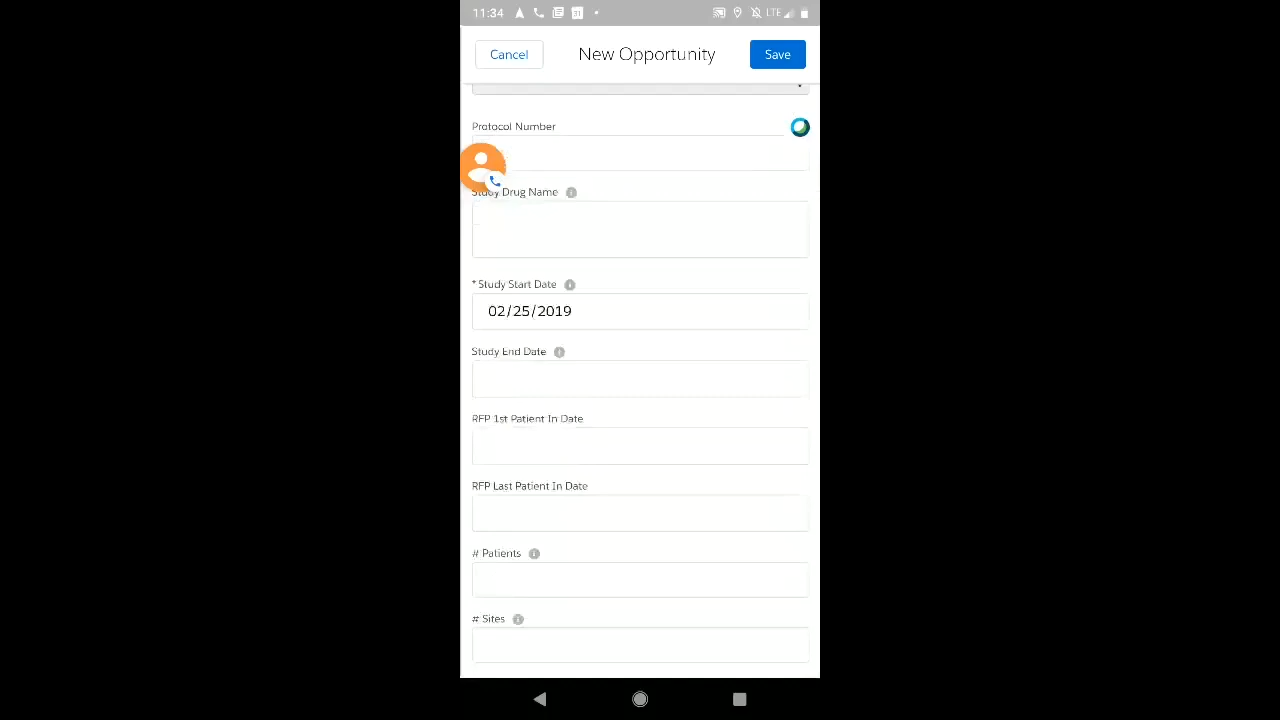 11:34 31 LTE
Cancel New Opportunity Save
Protocol Number
Study Drug Name
* Study Start Date
02/25/2019
Study End Date
RFP 1st Patient In Date
RFP Last Patient In Date
# Patients
# Sites